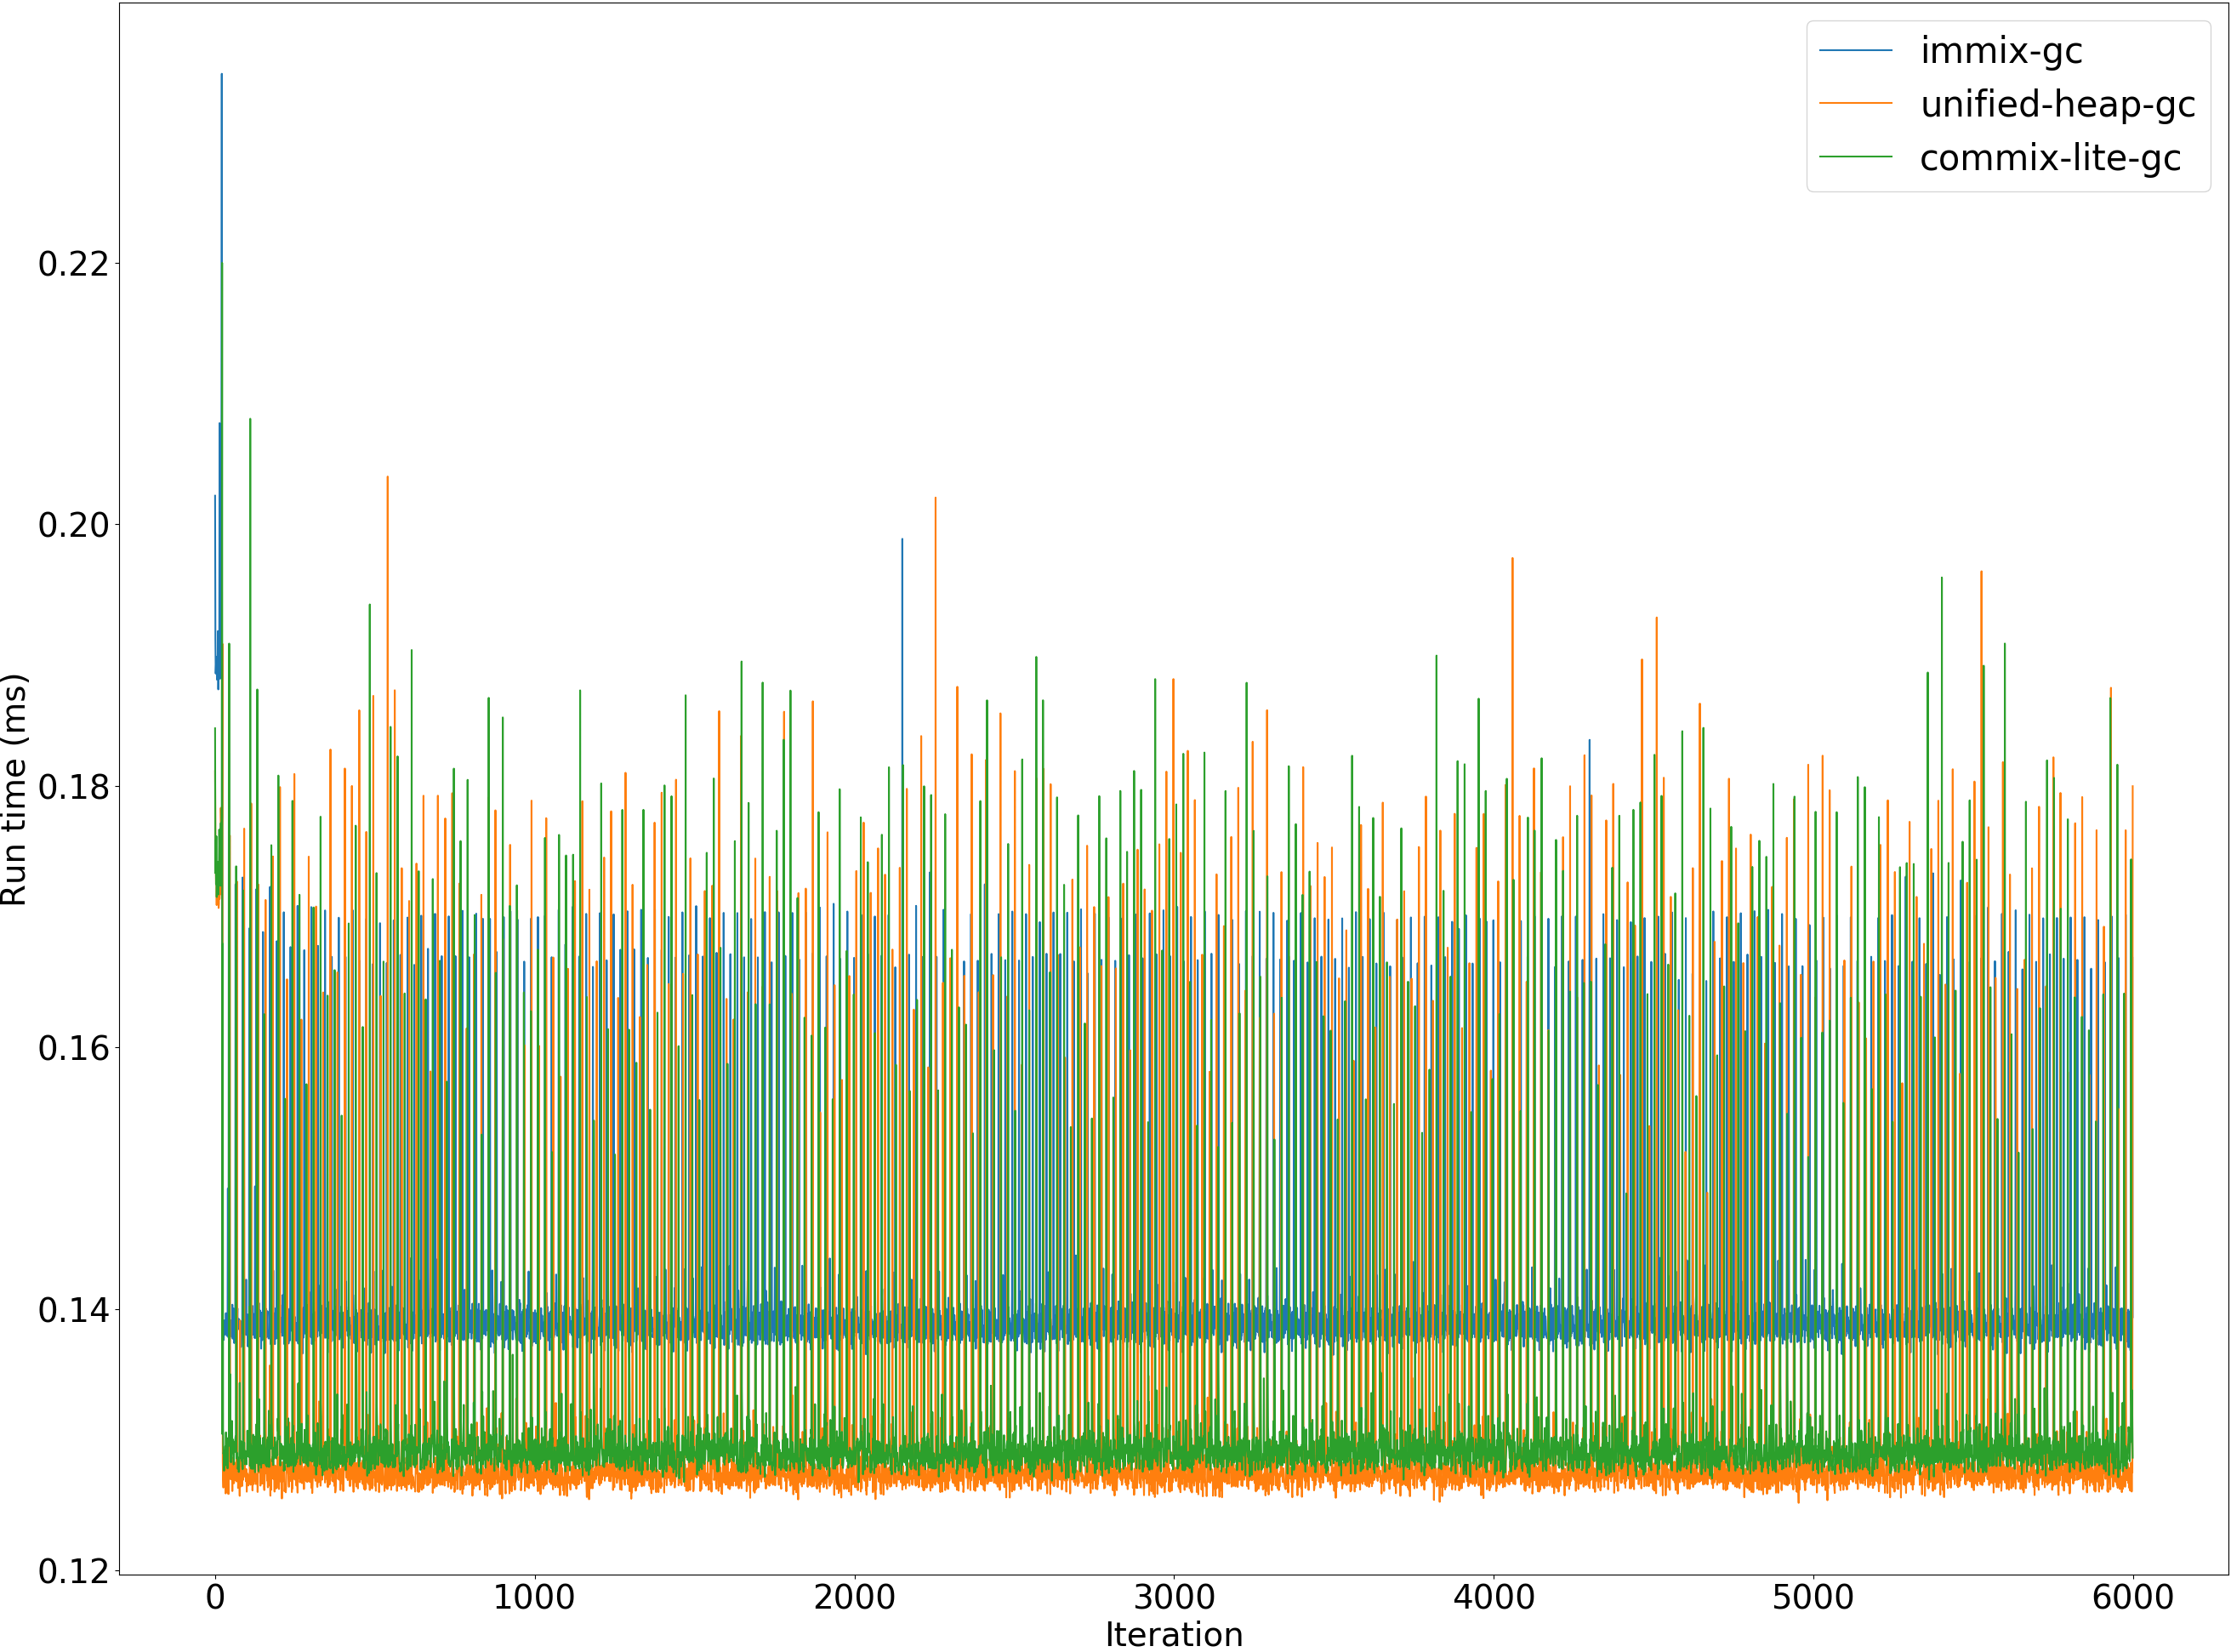 immix-gc
unified-heap-gc
commix-lite-gc
Run time (ms)
0.22
0.20
0.18
0.16
0.14
0.12
0 1000 2000 3000 4000 5000 6000
Iteration